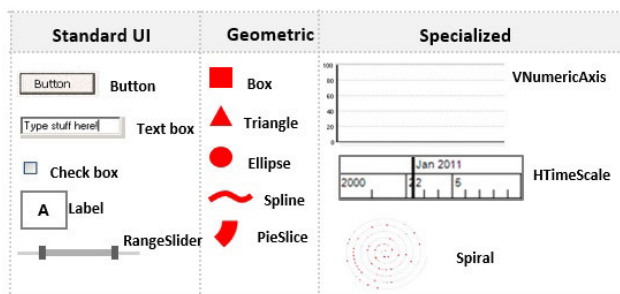 Standard UI
Geometric
Specialized
Button
Button
Type stuff here!
Text box
Check box
A
Label
RangeSlider
Box
Triangle
Ellipse
Spline
PieSlice
100
80
60
40
20
0
VNumericAxis
Jan 2011
2000
2
5
HTimeScale
Spiral